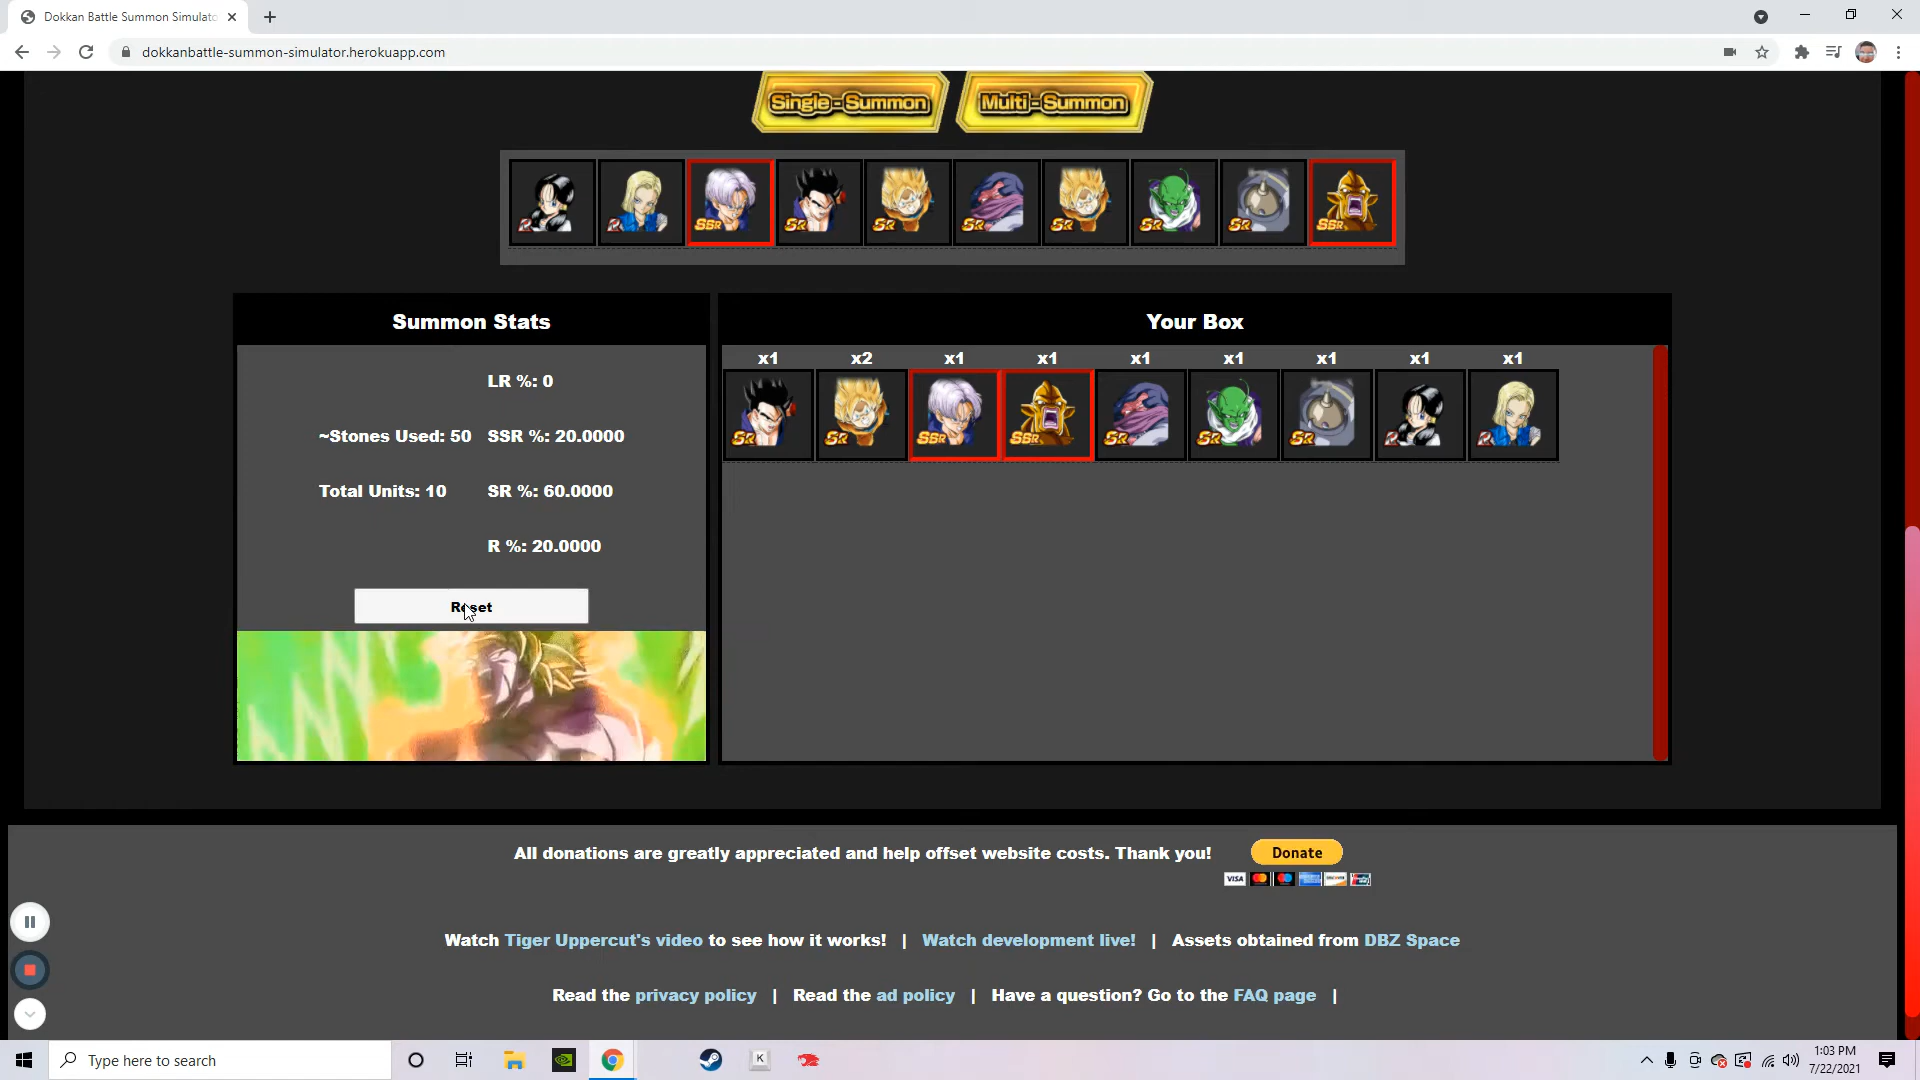 Dokkan Battle Summon Simulato
dokkanbattle-summon-simulator.herokuapp.com
Single-Summon Multi-Summon
R R SSR SR SR SR SR SR SR SSR
Summon Stats
LR %: 0
~Stones Used: 50 SSR %: 20.0000
Total Units: 10 SR %: 60.0000
R %: 20.0000
Reset
Your Box
x1 x2 x1 x1 x1 x1 x1 x1 x1
SR SR SSR SSR SR SR SR R R
All donations are greatly appreciated and help offset website costs. Thank you! Donate
VISA
Watch Tiger Uppercut's video to see how it works! | Watch development live! | Assets obtained from DBZ Space
Read the privacy policy | Read the ad policy | Have a question? Go to the FAQ page |
Type here to search
K
1:03 PM
7/22/2021